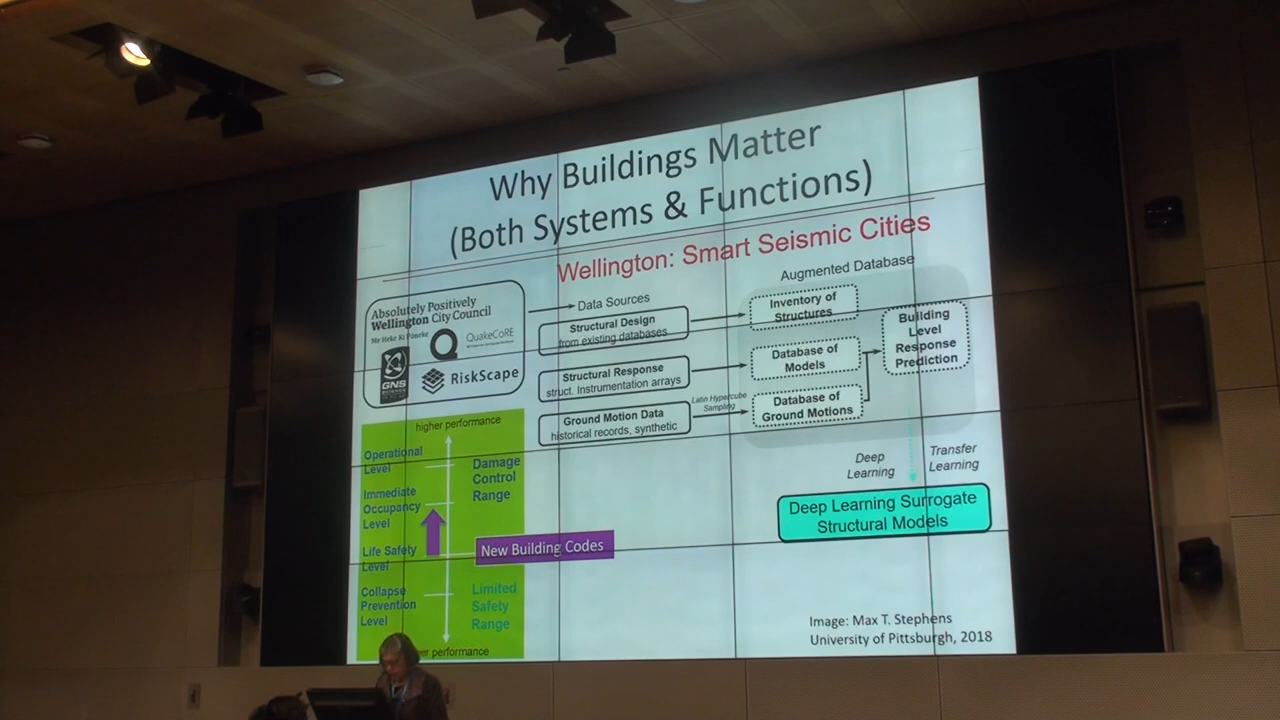 Why Buildings Matter
(Both Systems & Functions)
Wellington: Smart Seismic Cities
Absolutely Positively
Wellington City Council
Me Heke Ki Pōneke
QuakeCoRE
GNS
SCIENCE
RiskScape
Data Sources
Structural Design
from existing databases
Structural Response
struct. Instrumentation arrays
Ground Motion Data
historical records, synthetic
Latin Hypercube
Sampling
Augmented Database
Inventory of
Structures
Database of
Models
Database of
Ground Motions
Building
Level
Response
Prediction
Deep
Learning
Transfer
Learning
Deep Learning Surrogate
Structural Models
higher performance
Operational
Level
Immediate
Occupancy
Level
Life Safety
Level
Collapse
Prevention
Level
Damage
Control
Range
New Building Codes
Limited
Safety
Range
performance
Image: Max T. Stephens
University of Pittsburgh, 2018